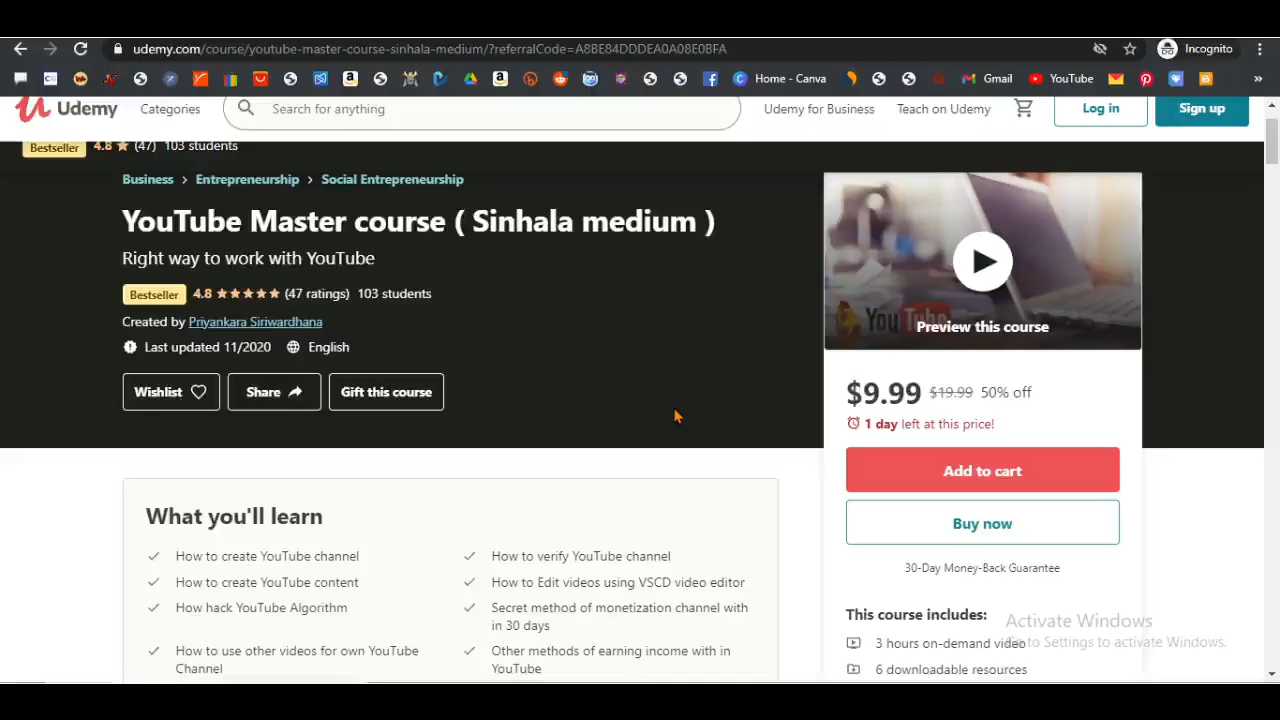 udemy.com/course/youtube-master-course-sinhala-medium/?referralCode=A8BE84DDDEA0A08E0BFA
Incognito
Home - Canva
Gmail
YouTube
Udemy
Categories
Search for anything
Udemy for Business
Teach on Udemy
Log in
Sign up
Bestseller 4.8 (47) 103 students
Business > Entrepreneurship > Social Entrepreneurship
YouTube Master course ( Sinhala medium )
Right way to work with YouTube
Bestseller 4.8 (47 ratings) 103 students
Created by Priyankara Siriwardhana
Last updated 11/2020 English
Wishlist
Share
Gift this course
YouTube
Preview this course
$9.99 $19.99 50% off
1 day left at this price!
Add to cart
Buy now
30-Day Money-Back Guarantee
This course includes:
3 hours on-demand video
6 downloadable resources
What you'll learn
How to create YouTube channel
How to verify YouTube channel
How to create YouTube content
How to Edit videos using VSCD video editor
How hack YouTube Algorithm
Secret method of monetization channel with
in 30 days
How to use other videos for own YouTube
Channel
Other methods of earning income with in
YouTube
Activate Windows
Go to Settings to activate Windows.